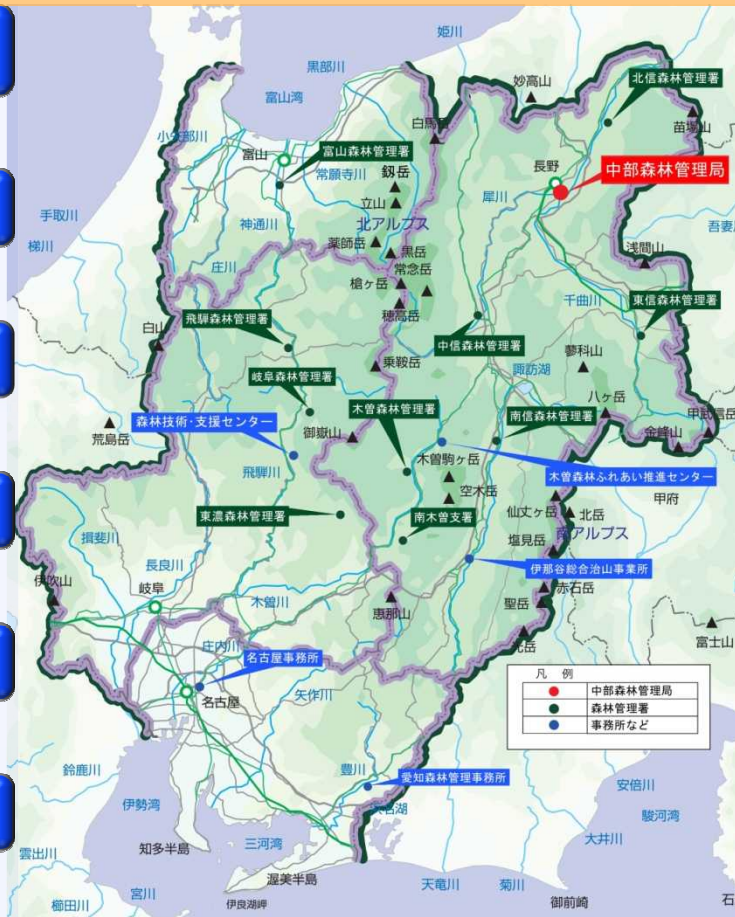 姫川
黒部川
妙高山
北信森林管理署
富山湾
苗場山
小矢部川
富山
富山森林管理署
長野
中部森林管理局
常願寺川
剱岳
犀川
手取川
立山
神通川
北アルプス
梯川
薬師岳
黒岳
浅間山
庄川
常念岳
槍ヶ岳
千曲川
東信森林管理署
穂高岳
飛騨森林管理署
白山
中信森林管理署
蓼科山
乗鞍岳
諏訪湖
岐阜森林管理署
八ヶ岳
木曽森林管理署
南信森林管理署
甲武信岳
森林技術・支援センター
荒島岳
御嶽山
金峰山
飛騨川
木曽駒ヶ岳
木曽森林ふれあい推進センター
空木岳
甲府
東濃森林管理署
南木曽支署
仙丈ヶ岳
北岳
揖斐川
塩見岳
南アルプス
長良川
伊那谷総合治山事業所
伊吹山
岐阜
赤石岳
木曽川
恵那山
聖岳
富士山
光岳
庄内川
名古屋事務所
凡 例
中部森林管理局
森林管理署
事務所など
名古屋
矢作川
豊川
鈴鹿川
愛知森林管理事務所
安倍川
伊勢湾
駿河湾
知多半島
三河湾
大井川
雲出川
渥美半島
天竜川
菊川
宮川
櫛田川
伊良湖岬
御前崎